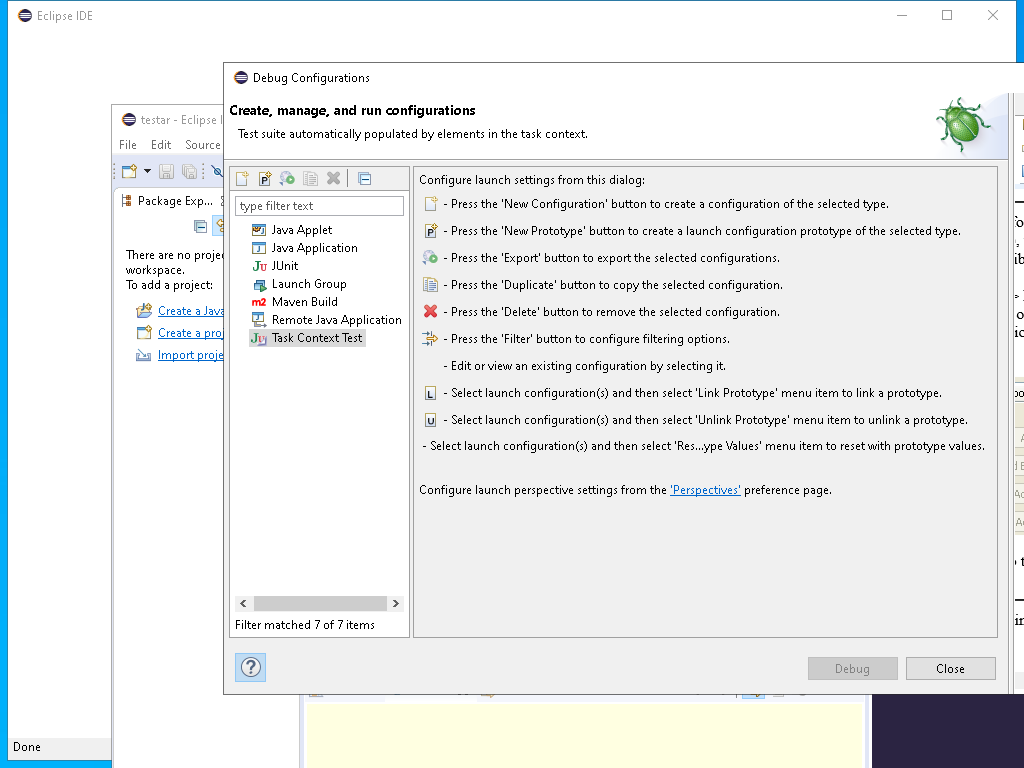 Eclipse IDE
testar - Eclipse I
File Edit Source
Package Exp...
There are no proje
workspace.
To add a project:
Create a Java
Create a proj
Import proje
Done
Debug Configurations
Create, manage, and run configurations
Test suite automatically populated by elements in the task context.
type filter text
Java Applet
Java Application
JUnit
Launch Group
Maven Build
Remote Java Application
Task Context Test
Filter matched 7 of 7 items
Configure launch settings from this dialog:
- Press the 'New Configuration' button to create a configuration of the selected type.
- Press the 'New Prototype' button to create a launch configuration prototype of the selected type.
- Press the 'Export' button to export the selected configurations.
- Press the 'Duplicate' button to copy the selected configuration.
- Press the 'Delete' button to remove the selected configuration.
- Press the 'Filter' button to configure filtering options.
- Edit or view an existing configuration by selecting it.
- Select launch configuration(s) and then select 'Link Prototype' menu item to link a prototype.
- Select launch configuration(s) and then select 'Unlink Prototype' menu item to unlink a prototype.
- Select launch configuration(s) and then select 'Res...ype Values' menu item to reset with prototype values.
Configure launch perspective settings from the 'Perspectives' preference page.
Debug
Close